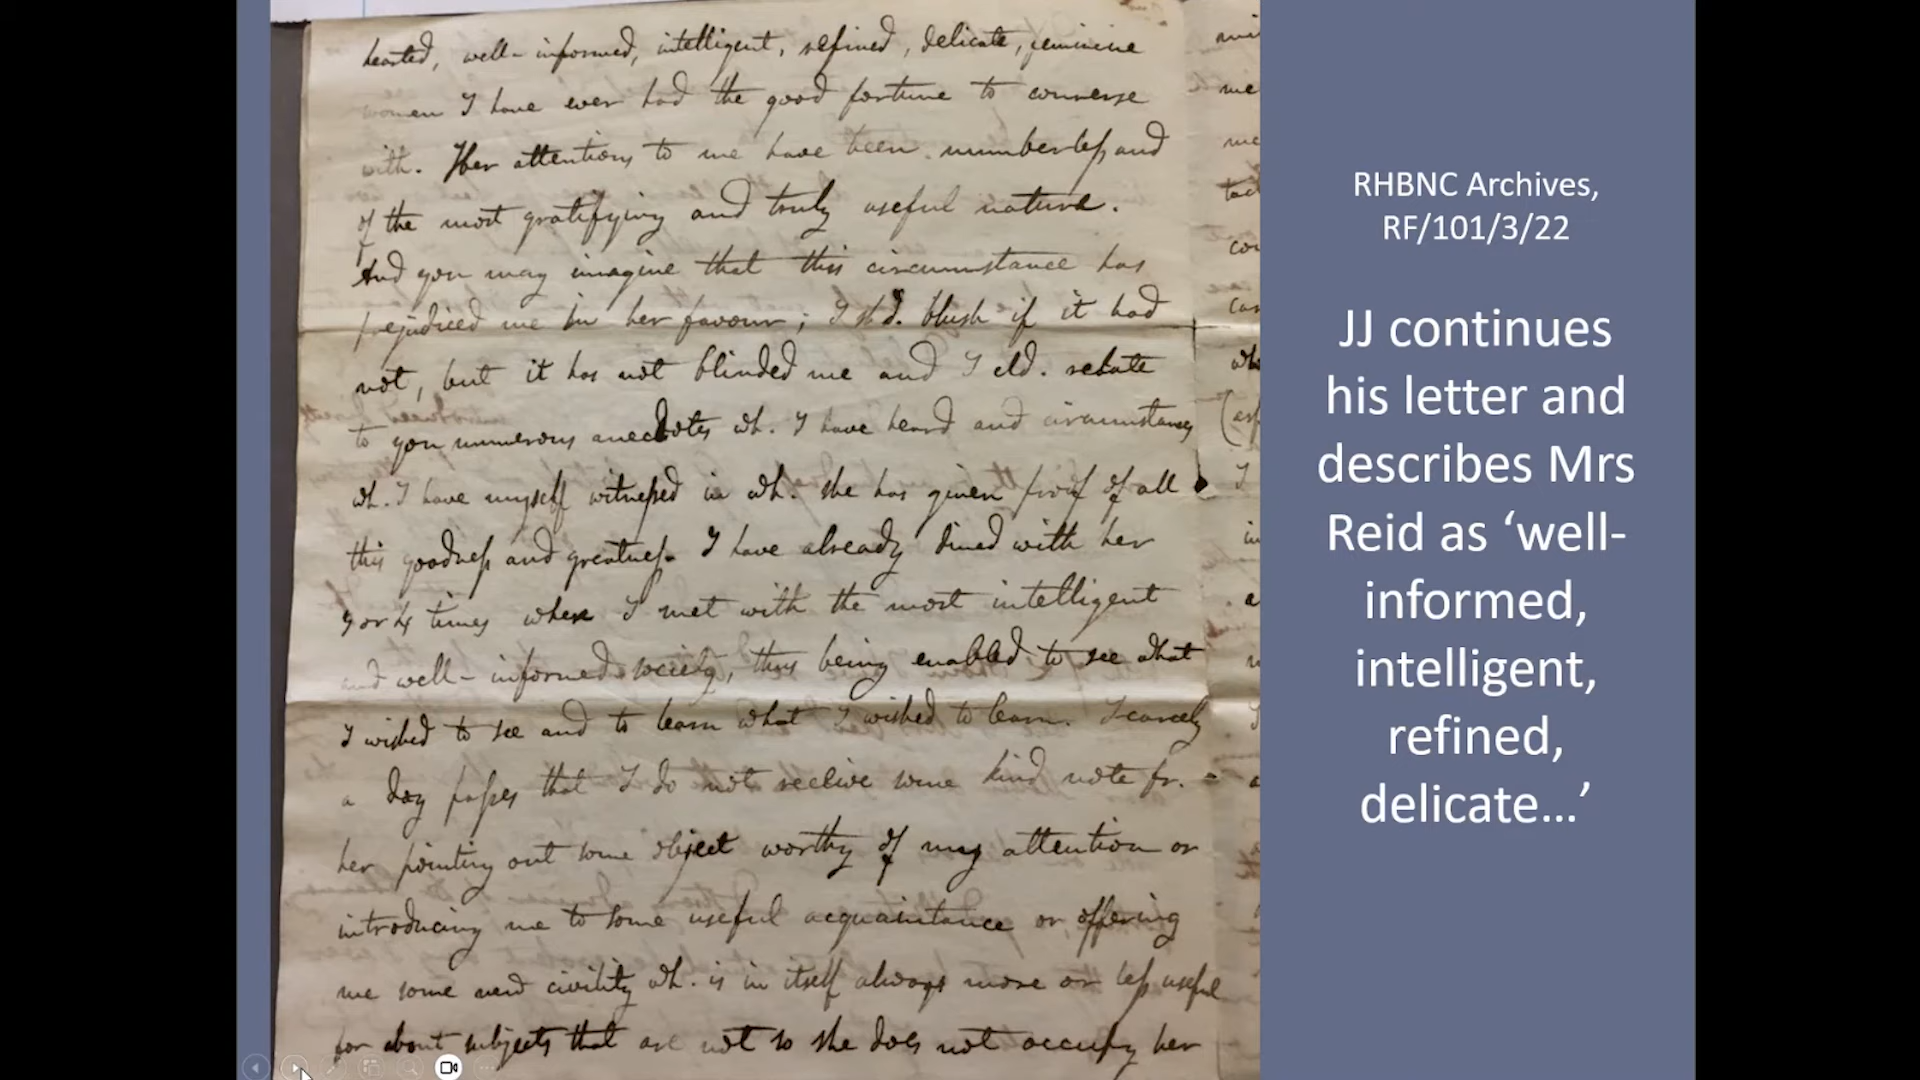 hearted, well-informed, intelligent, refined, delicate, feminine
women I have ever had the good fortune to converse
with. Her attentions to me have been numberless and
of the most gratifying and truly useful nature.
And you may imagine that this circumstance has
prejudiced me in her favour; I shd. blush if it had
not, but it has not blinded me and I cld. relate
to you numerous anecdotes wh. I have heard and circumstances
wh. I have myself witnessed in wh. she has given proof of all
this goodness and greatness. I have already dined with her
3 or 4 times where I met with the most intelligent
and well-informed society, thus being enabled to see what
I wished to see and to learn what I wished to learn. Scarcely
a day passes that I do not receive some kind note fr.
her pointing out some object worthy of my attention or
introducing me to some useful acquaintance or offering
me some new civility wh. is in itself always more or less useful
for about subjects that are not so she does not occupy her
RHBNC Archives,
RF/101/3/22
JJ continues
his letter and
describes Mrs
Reid as ‘well-
informed,
intelligent,
refined,
delicate…’